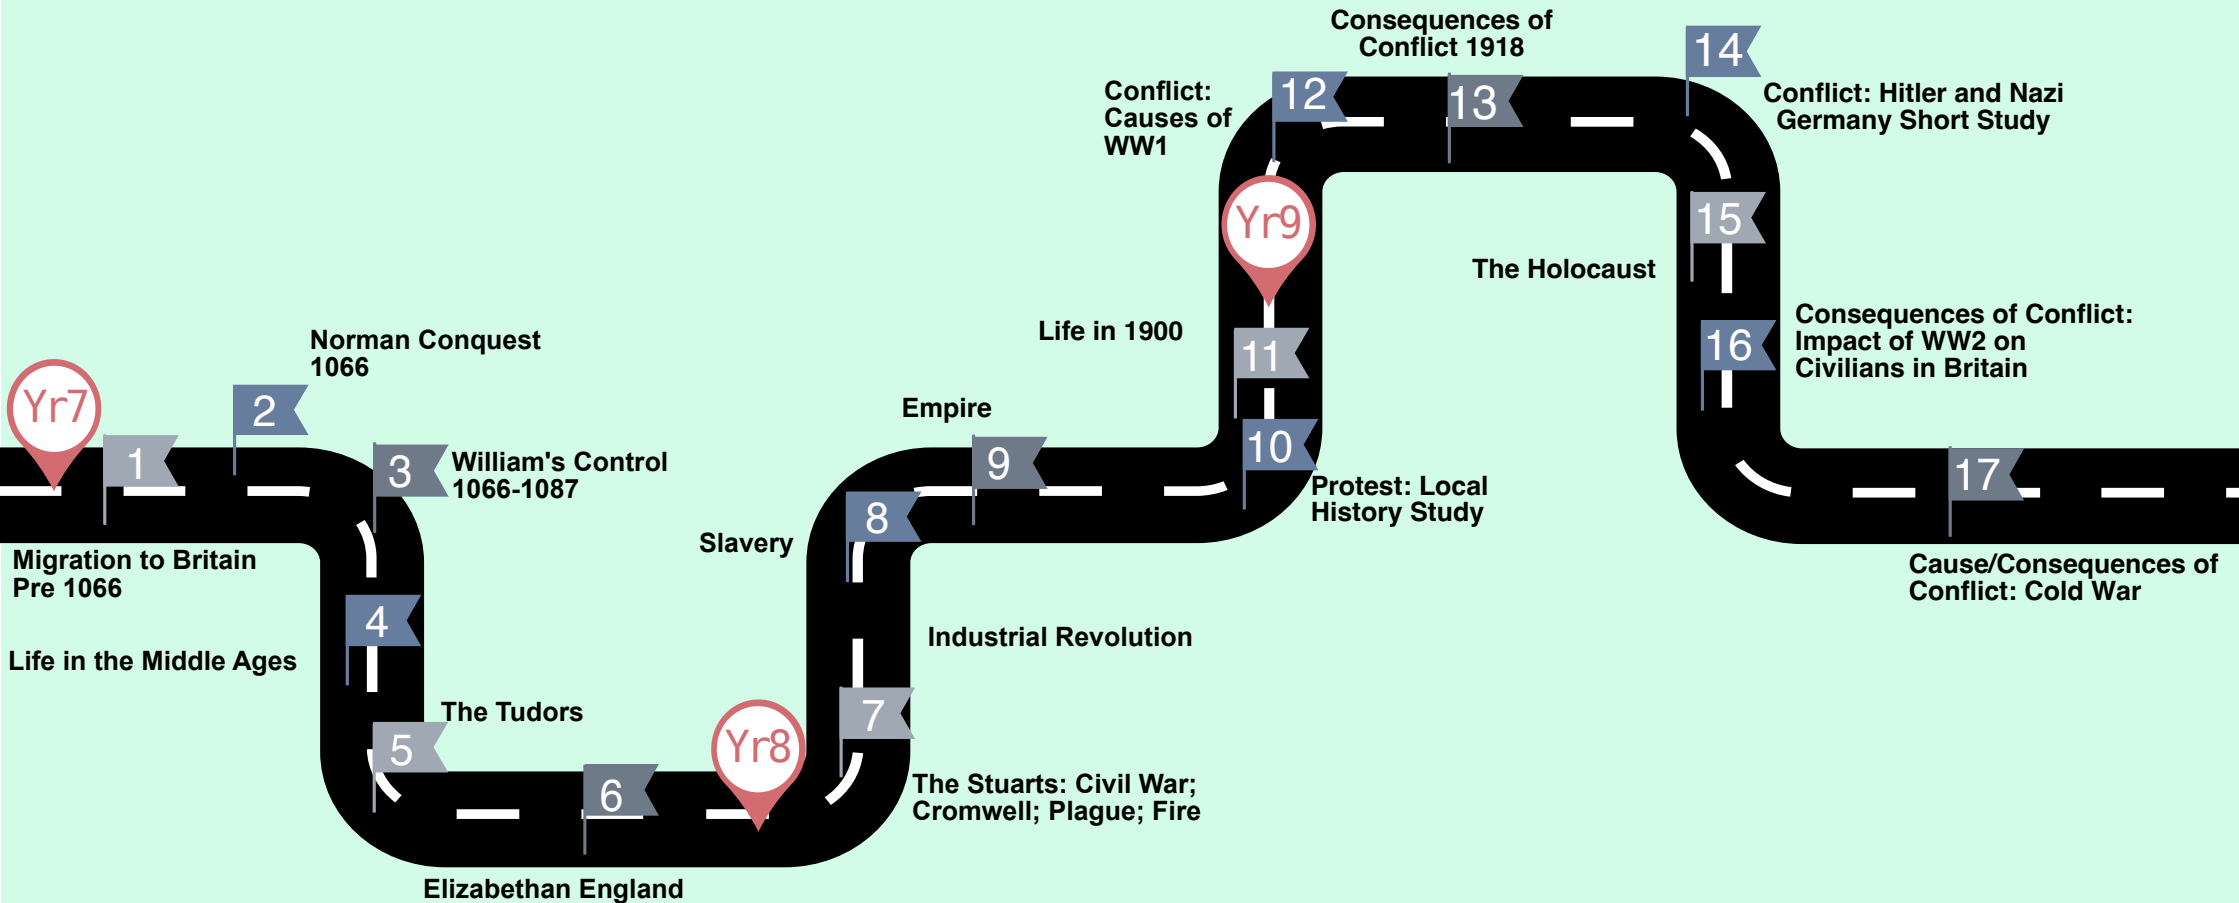 Yr7
1
Migration to Britain
Pre 1066
2
Norman Conquest
1066
3
William's Control
1066-1087
4
Life in the Middle Ages
5
The Tudors
6
Elizabethan England
Yr8
7
The Stuarts: Civil War;
Cromwell; Plague; Fire
Industrial Revolution
8
Slavery
9
Empire
10
Protest: Local
History Study
11
Life in 1900
Yr9
12
Conflict:
Causes of
WW1
13
Consequences of
Conflict 1918
14
Conflict: Hitler and Nazi
Germany Short Study
15
The Holocaust
16
Consequences of Conflict:
Impact of WW2 on
Civilians in Britain
17
Cause/Consequences of
Conflict: Cold War